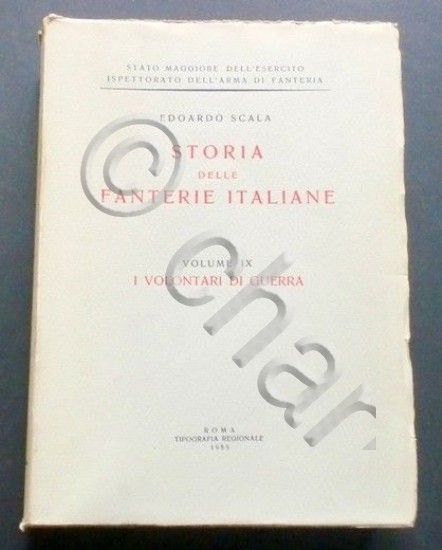 STATO MAGGIORE DELL'ESERCITO
ISPETTORATO DELL'ARMA DI FANTERIA
EDOARDO SCALA
STORIA
DELLE
FANTERIE ITALIANE
VOLUME IX
I VOLONTARI DI GUERRA
ROMA
TIPOGRAFIA REGIONALE
1955
© char